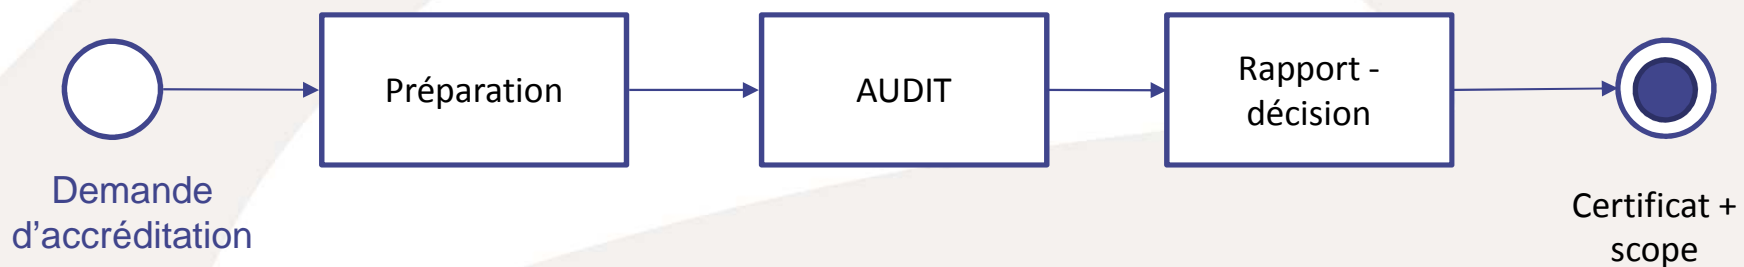 Demande
d'accréditation
Préparation
AUDIT
Rapport -
décision
Certificat +
scope